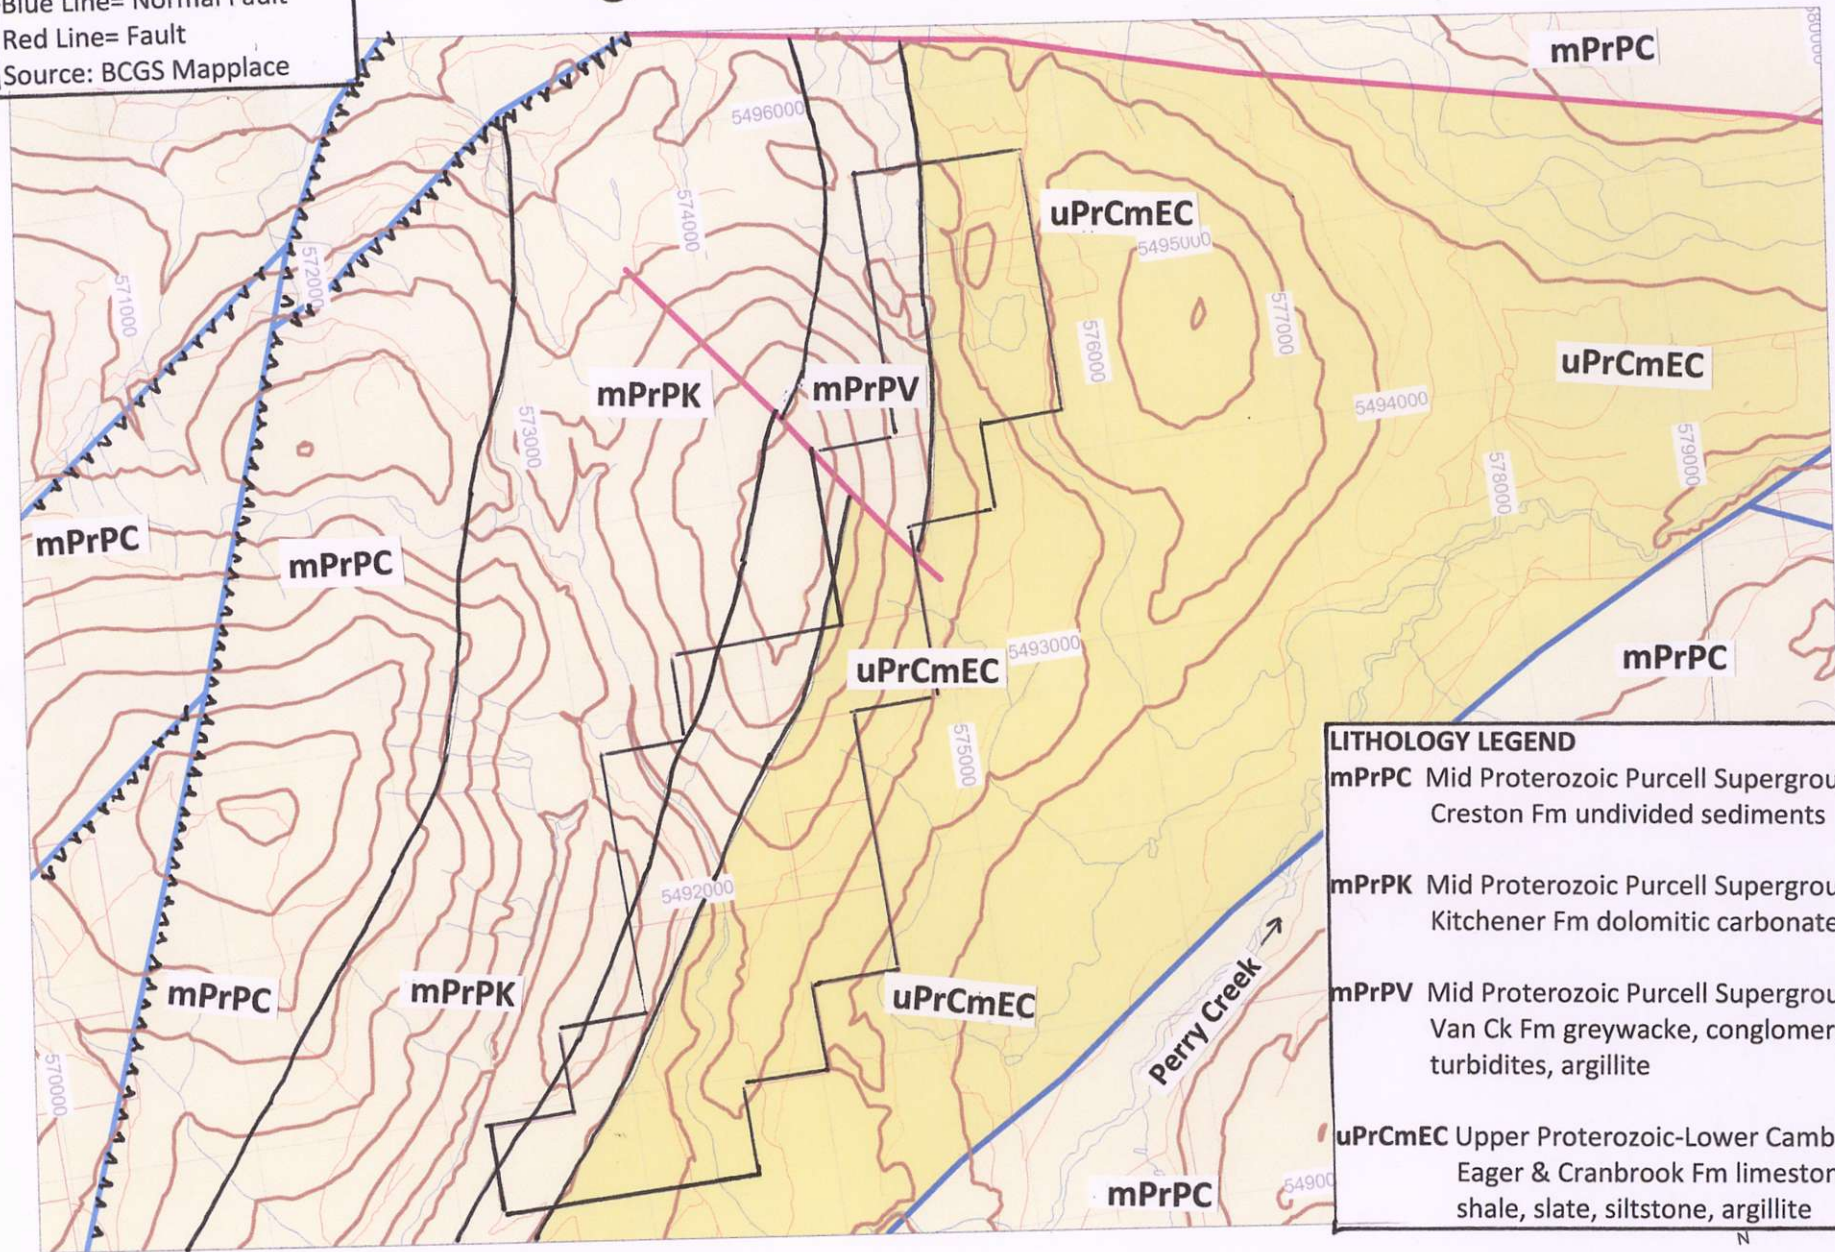 Blue Line= Normal Fault
Red Line= Fault
Source: BCGS Mapplace
mPrPC
580000
5496000
574000
uPrCmEC
5495000
572000
571000
577000
576000
uPrCmEC
mPrPK
mPrPV
5494000
573000
579000
578000
mPrPC
mPrPC
5493000
uPrCmEC
mPrPC
575000
5492000
mPrPC
mPrPK
uPrCmEC
Perry Creek
570000
mPrPC
54900
LITHOLOGY LEGEND
mPrPC Mid Proterozoic Purcell Supergrou
Creston Fm undivided sediments
mPrPK Mid Proterozoic Purcell Supergrou
Kitchener Fm dolomitic carbonate
mPrPV Mid Proterozoic Purcell Supergrou
Van Ck Fm greywacke, conglomer
turbidites, argillite
uPrCmEC Upper Proterozoic-Lower Camb
Eager & Cranbrook Fm limeston
shale, slate, siltstone, argillite
N